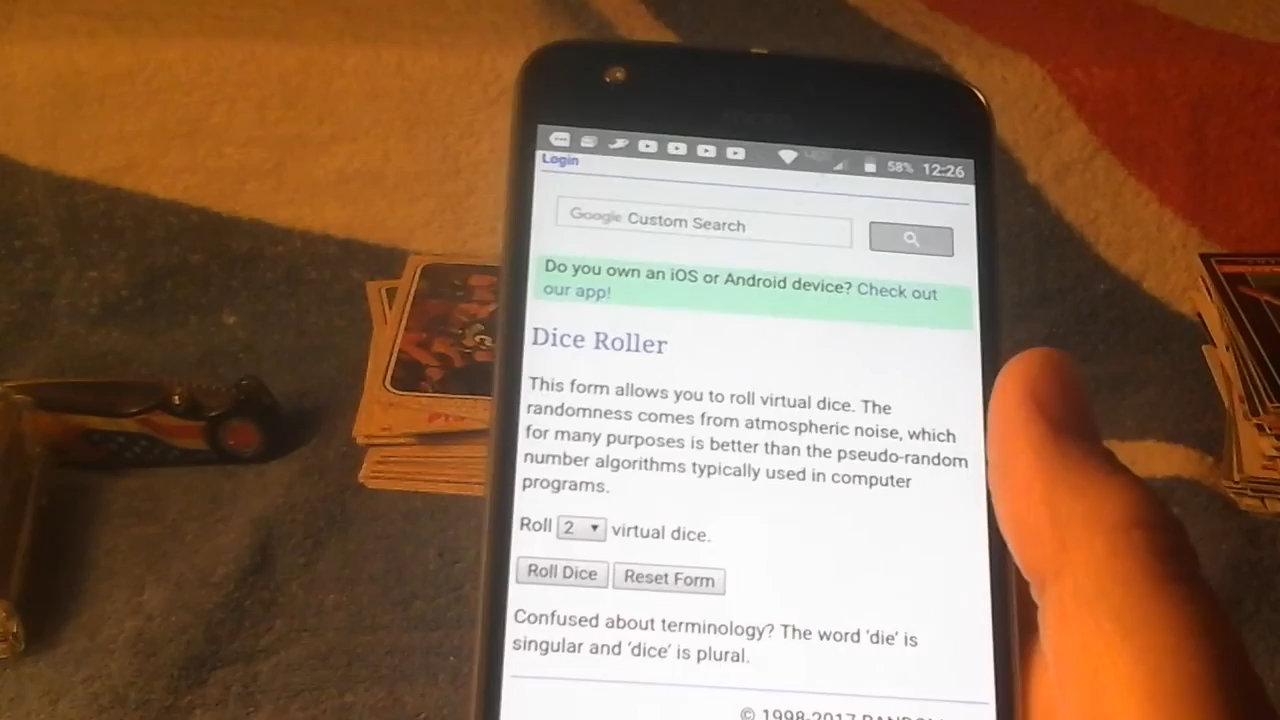 58% 12:26
Login
Google Custom Search
Do you own an iOS or Android device? Check out
our app!
Dice Roller
This form allows you to roll virtual dice. The
randomness comes from atmospheric noise, which
for many purposes is better than the pseudo-random
number algorithms typically used in computer
programs.
Roll 2 virtual dice.
Roll Dice Reset Form
Confused about terminology? The word 'die' is
singular and 'dice' is plural.
© 1998-2017 RANDOM